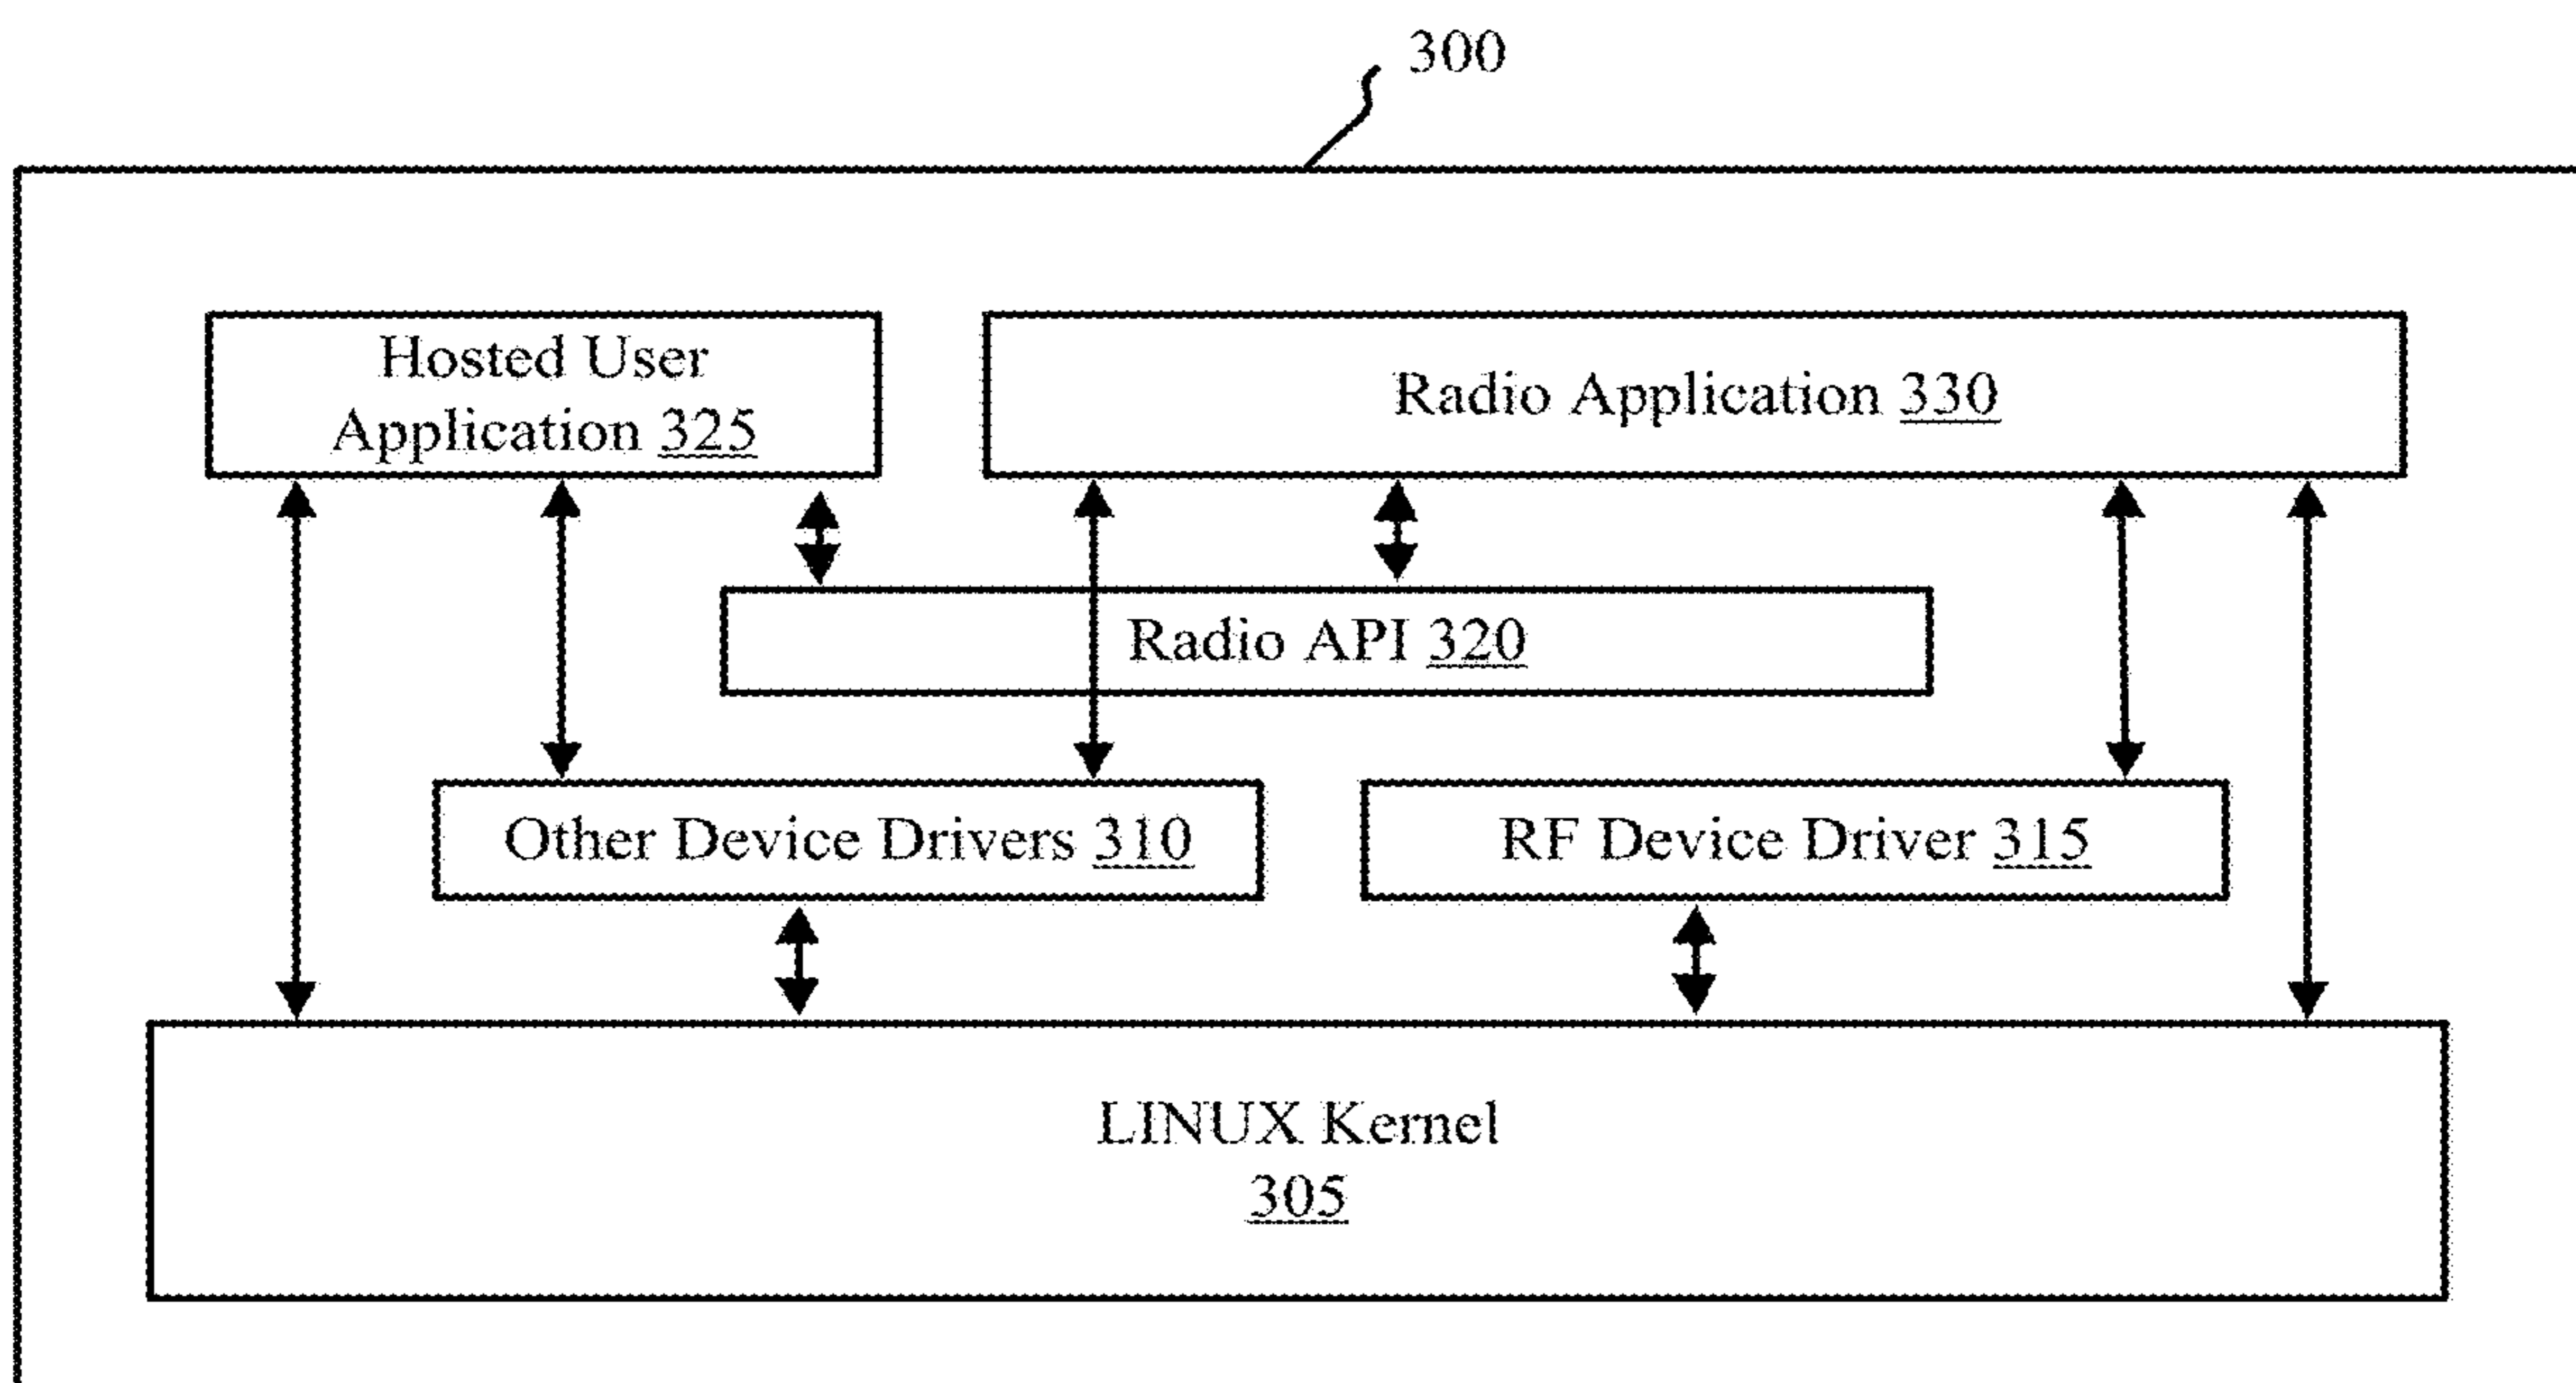 300
Hosted User
Application 325
Radio Application 330
Radio API 320
Other Device Drivers 310
RF Device Driver 315
LINUX Kernel
305